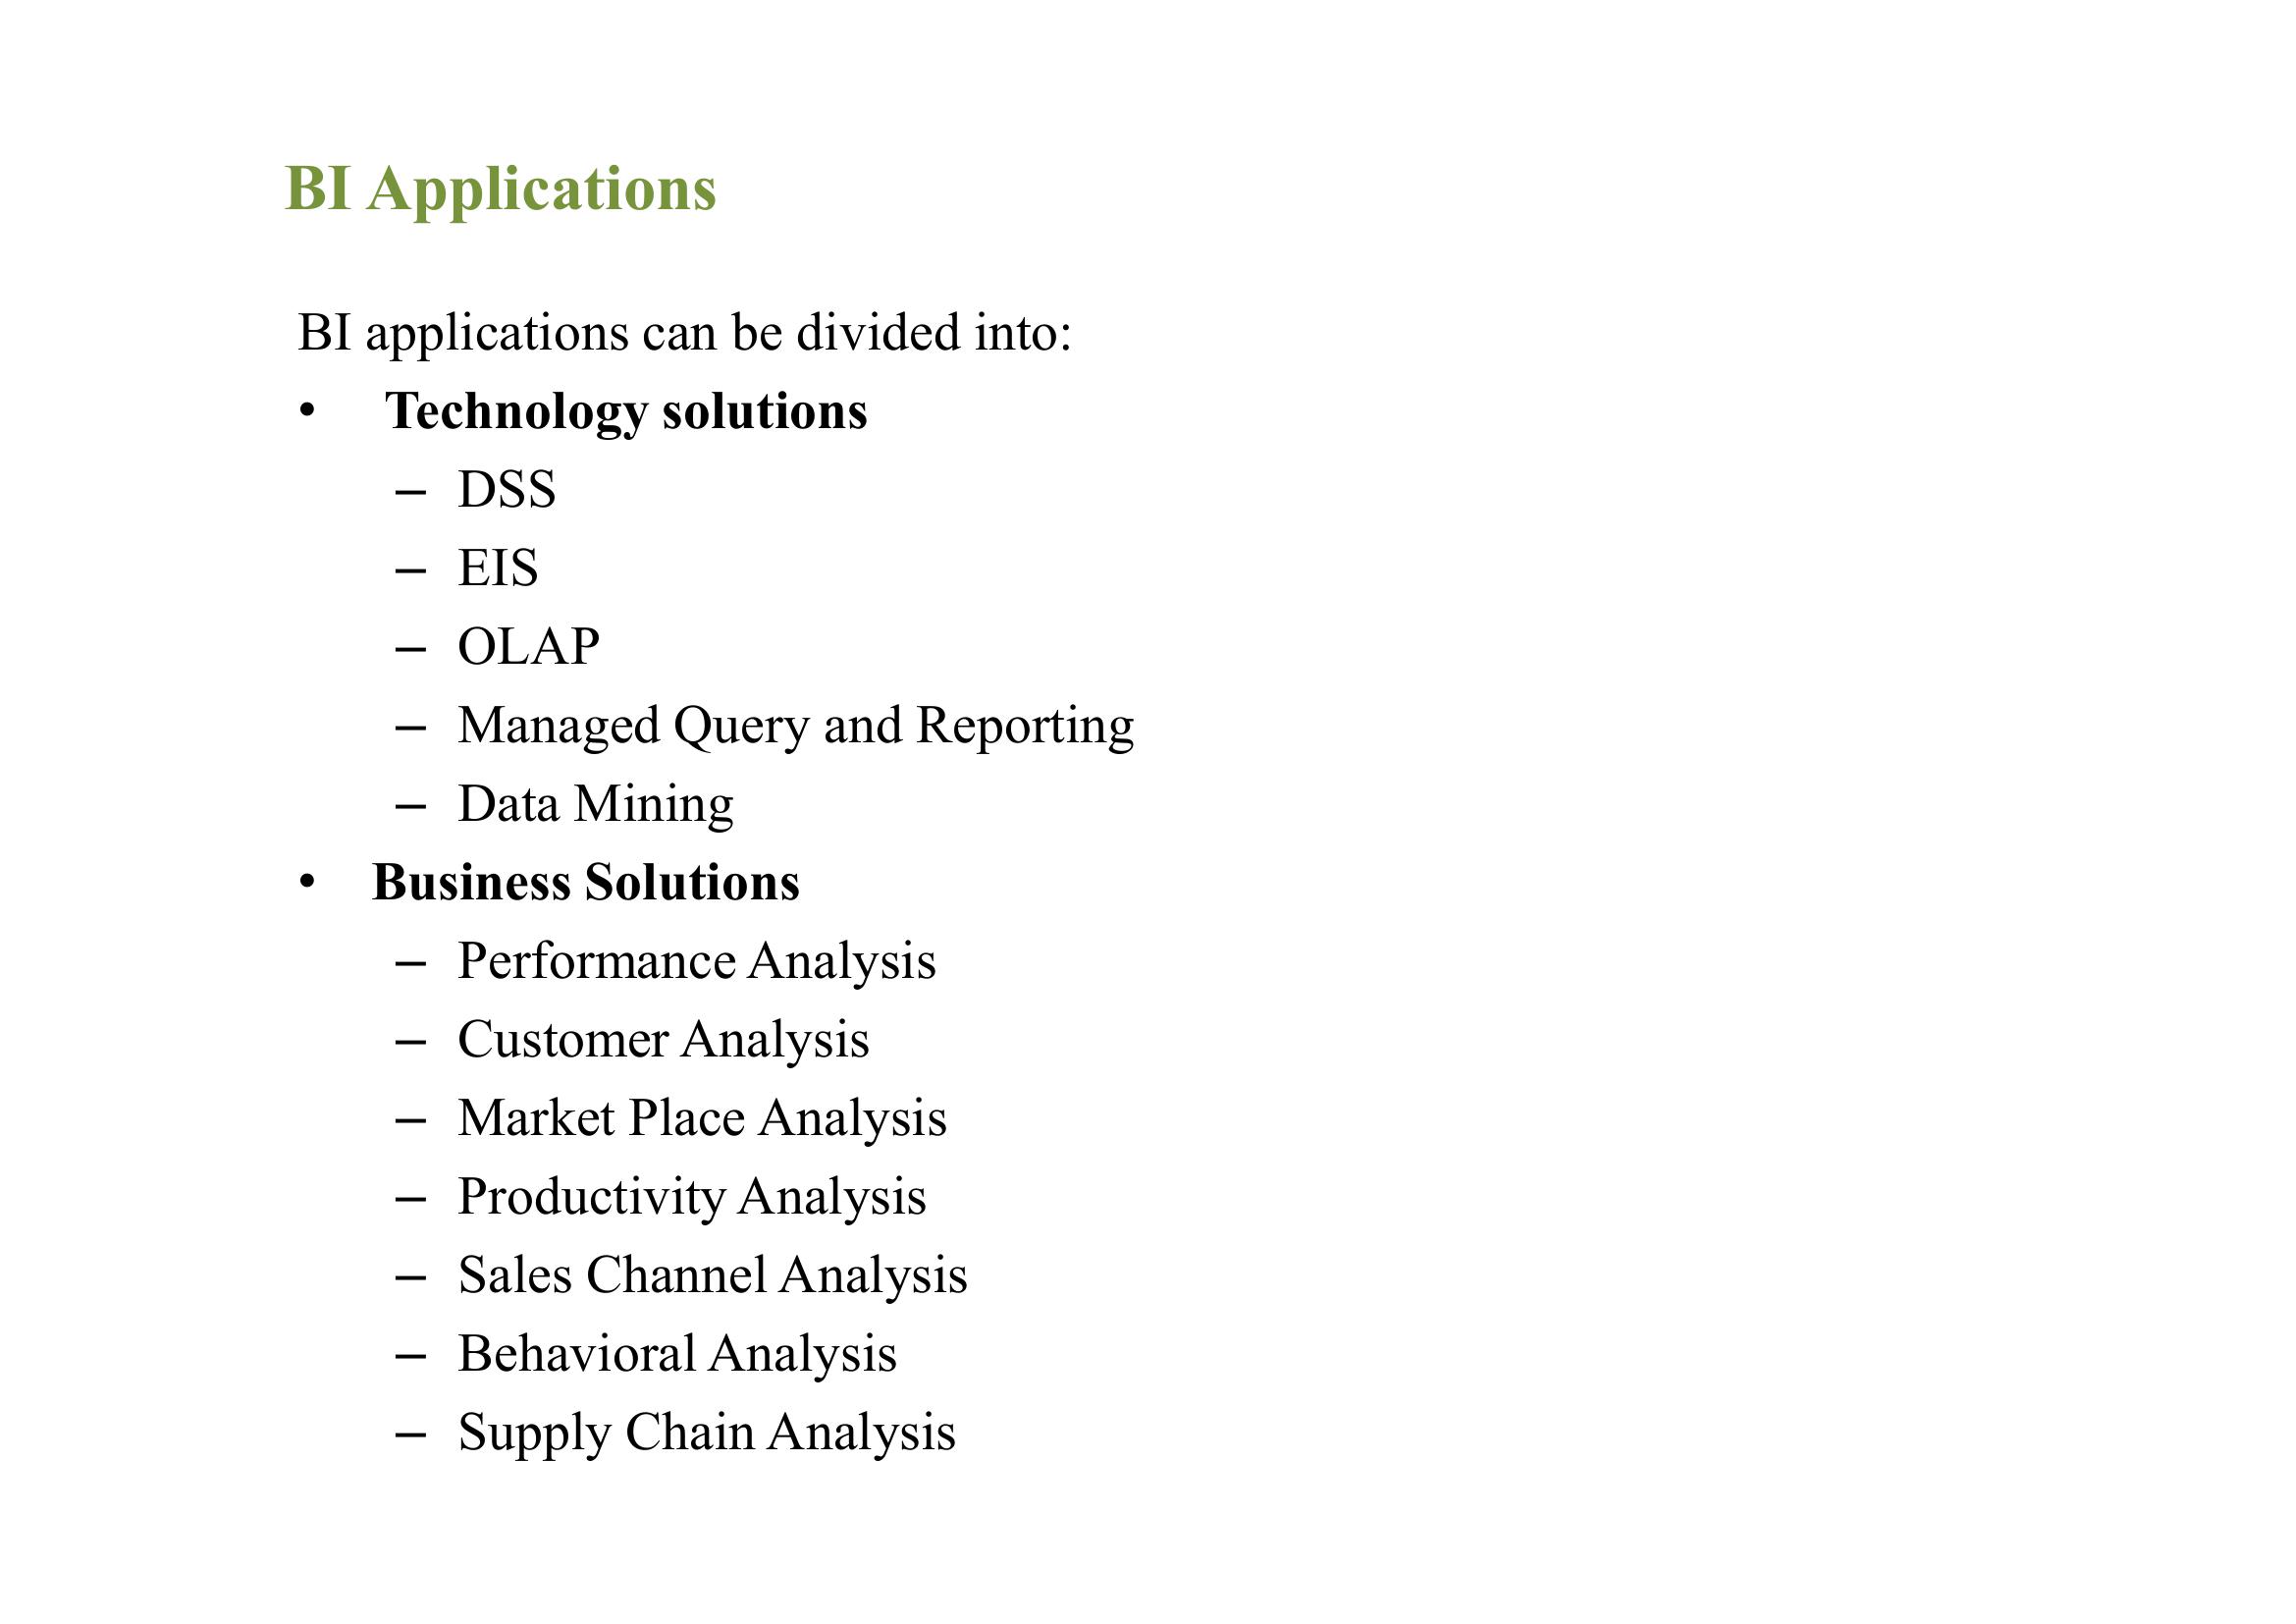 BI Applications
BI applications can be divided into:
• Technology solutions
– DSS
– EIS
– OLAP
– Managed Query and Reporting
– Data Mining
• Business Solutions
– Performance Analysis
– Customer Analysis
– Market Place Analysis
– Productivity Analysis
– Sales Channel Analysis
– Behavioral Analysis
– Supply Chain Analysis